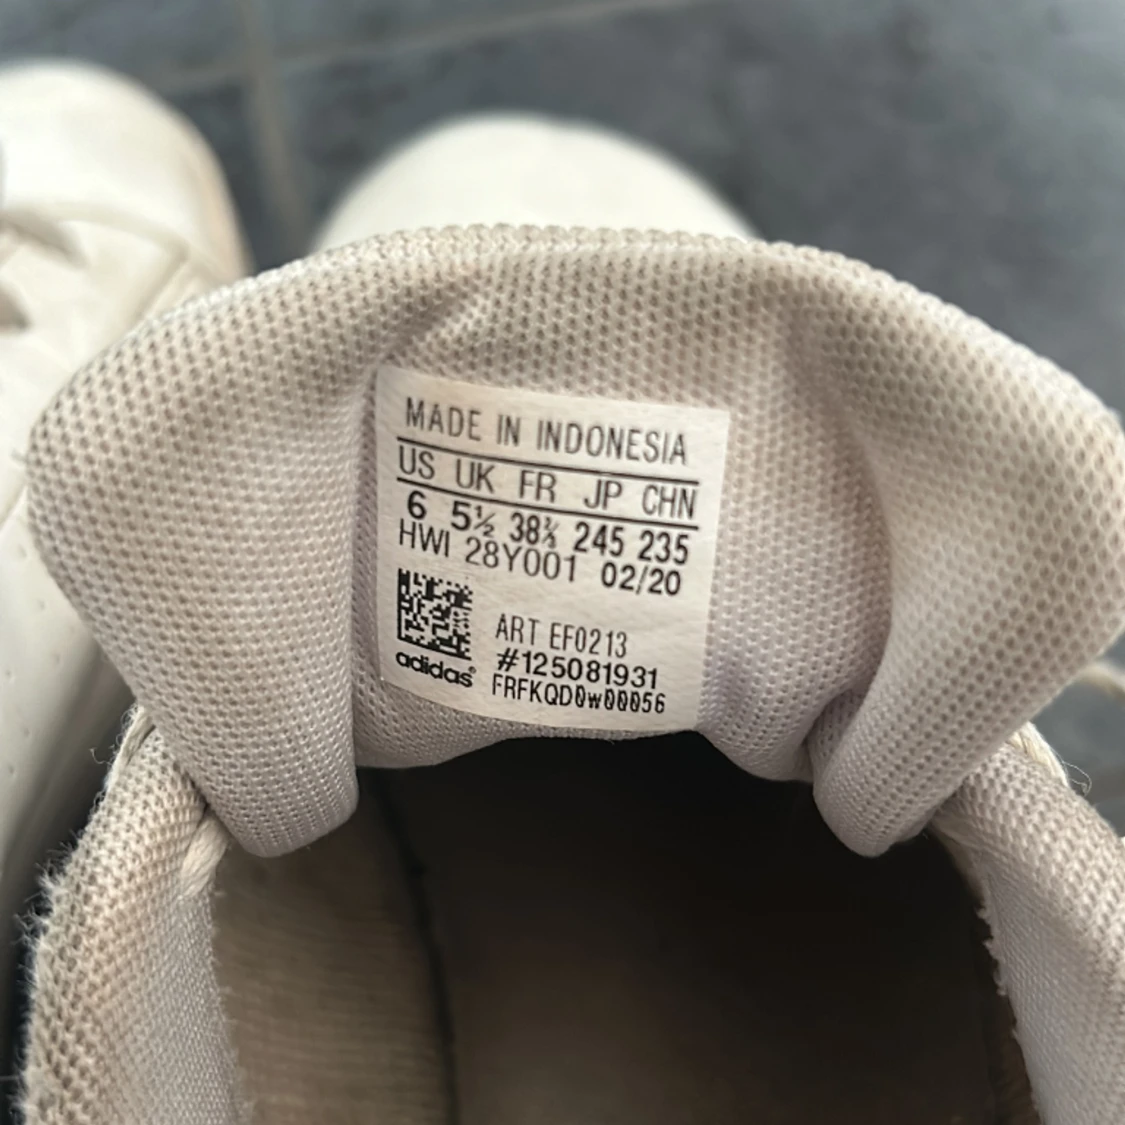 MADE IN INDONESIA
US UK FR JP CHN
6 5½ 38⅔ 245 235
HWI 28Y001 02/20
ART EF0213
#125081931
adidas®
FRFKQD0w00056